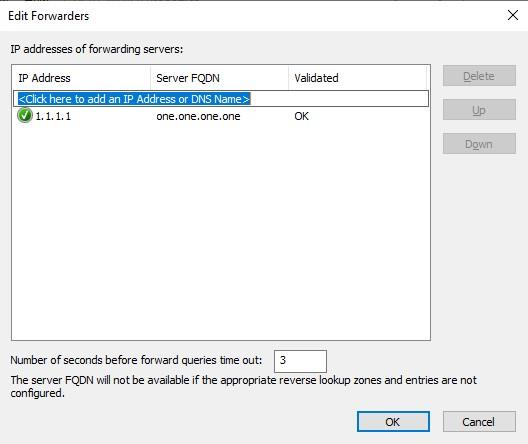 Edit Forwarders
IP addresses of forwarding servers:
IP Address Server FQDN Validated
<Click here to add an IP Address or DNS Name>
1.1.1.1 one.one.one.one OK
Delete
Up
Down
Number of seconds before forward queries time out: 3
The server FQDN will not be available if the appropriate reverse lookup zones and entries are not
configured.
OK Cancel